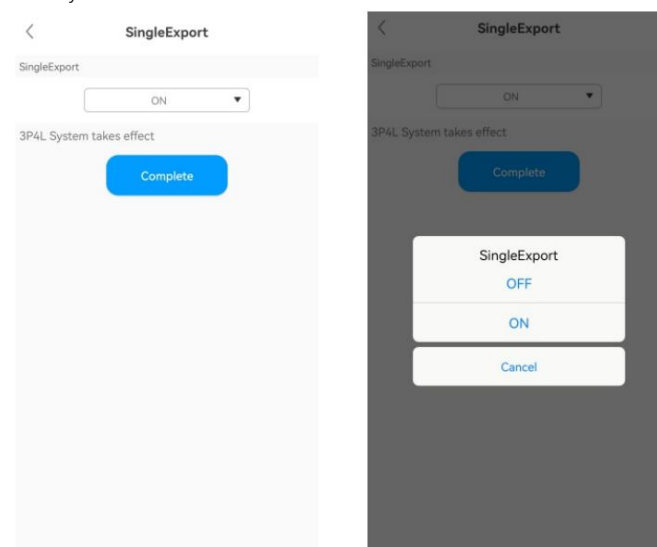 SingleExport
SingleExport
ON
3P4L System takes effect
Complete
SingleExport
SingleExport
ON
3P4L System takes effect
Complete
SingleExport
OFF
ON
Cancel